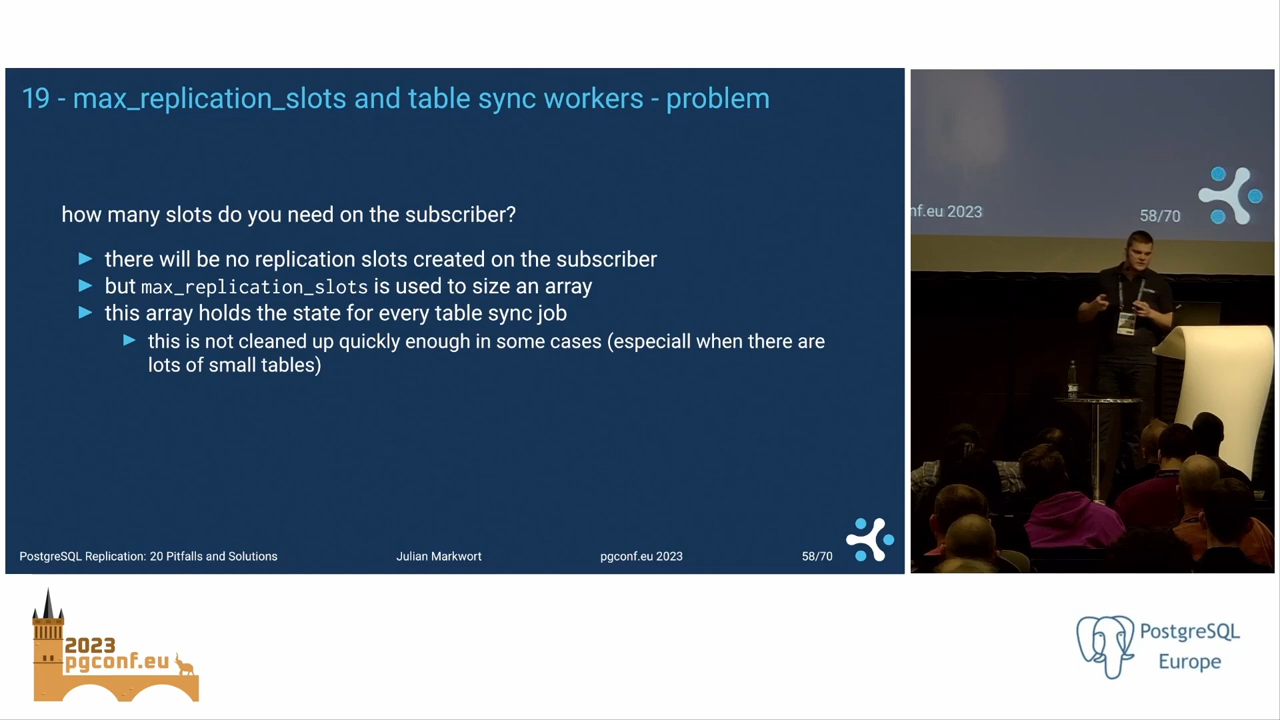 19 - max_replication_slots and table sync workers - problem
how many slots do you need on the subscriber?
there will be no replication slots created on the subscriber
but max_replication_slots is used to size an array
this array holds the state for every table sync job
this is not cleaned up quickly enough in some cases (especiall when there are
lots of small tables)
PostgreSQL Replication: 20 Pitfalls and Solutions
Julian Markwort
pgconf.eu 2023
58/70
nf.eu 2023
58/70
2023
pgconf.eu
PostgreSQL
Europe